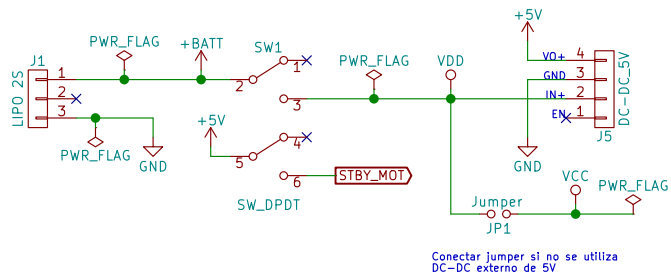 J1
LIPO 2S
1
2
3
PWR_FLAG
PWR_FLAG
+BATT
GND
SW1
1
2
3
+5V
4
5
6
SW_DPDT
STBY_MOT
PWR_FLAG
VDD
+5V
VO+
4
GND
3
IN+
2
EN
1
DC-DC_5V
J5
GND
Jumper
JP1
VCC
PWR_FLAG
Conectar jumper si no se utiliza
DC-DC externo de 5V